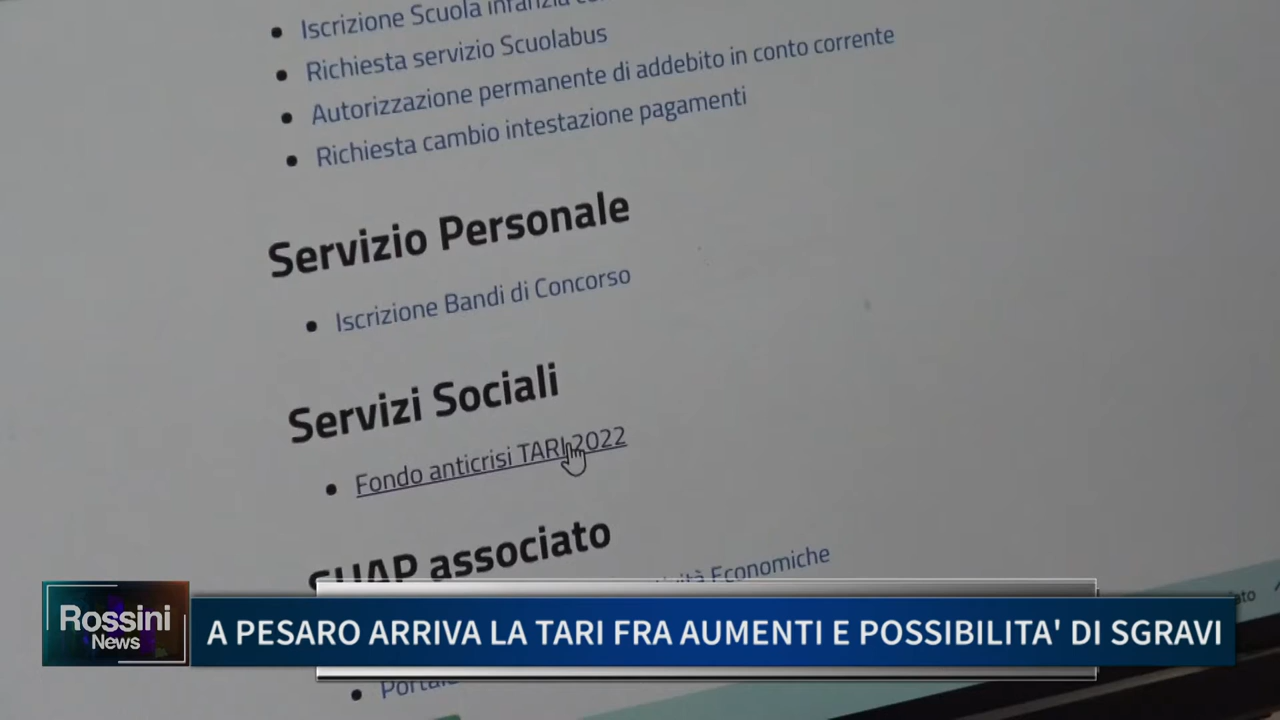 Iscrizione Scuola infanzia
Richiesta servizio Scuolabus
Autorizzazione permanente di addebito in conto corrente
Richiesta cambio intestazione pagamenti
Servizio Personale
Iscrizione Bandi di Concorso
Servizi Sociali
Fondo anticrisi TARI 2022
SUAP associato
Economiche
Rossini
News
A PESARO ARRIVA LA TARI FRA AUMENTI E POSSIBILITA' DI SGRAVI